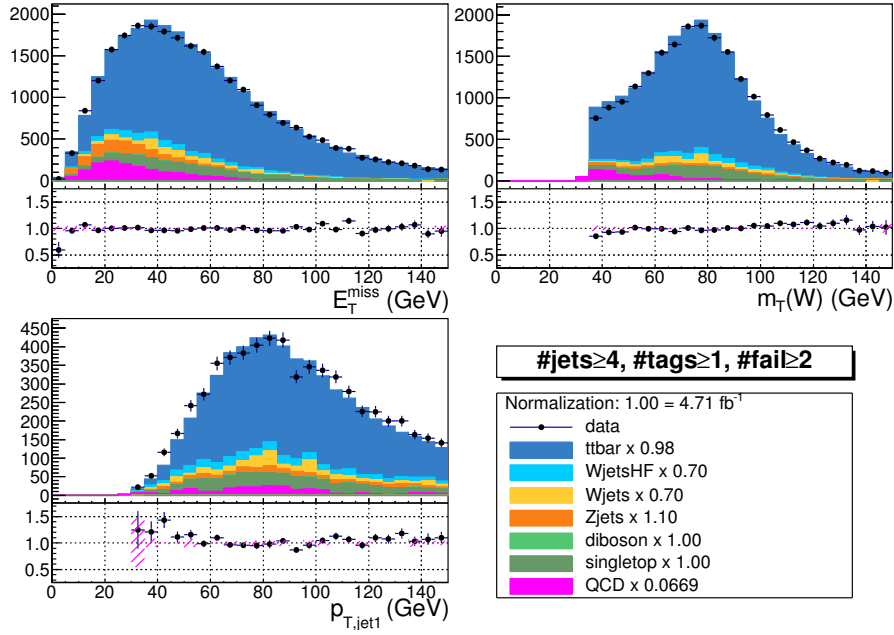 2000
1500
1000
500
0
1.5
1.0
0.5
0 20 40 60 80 100 120 140
E_T^miss (GeV)
2000
1500
1000
500
0
1.5
1.0
0.5
0 20 40 60 80 100 120 140
m_T(W) (GeV)
450
400
350
300
250
200
150
100
50
0
1.5
1.0
0.5
0 20 40 60 80 100 120 140
p_T,jet1 (GeV)
#jets≥4, #tags≥1, #fail≥2
Normalization: 1.00 = 4.71 fb⁻¹
data
ttbar x 0.98
WjetsHF x 0.70
Wjets x 0.70
Zjets x 1.10
diboson x 1.00
singletop x 1.00
QCD x 0.0669